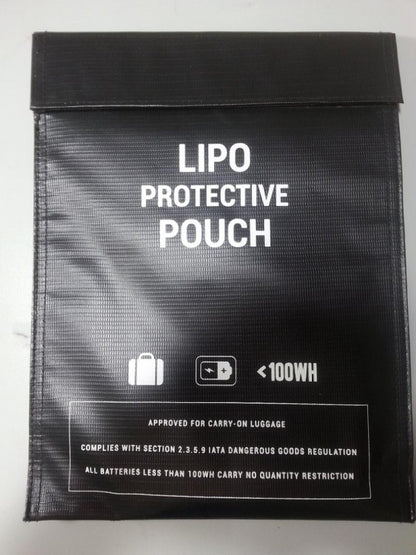 LIPO
PROTECTIVE
POUCH
<100WH
APPROVED FOR CARRY-ON LUGGAGE
COMPLIES WITH SECTION 2.3.5.9 IATA DANGEROUS GOODS REGULATION
ALL BATTERIES LESS THAN 100WH CARRY NO QUANTITY RESTRICTION